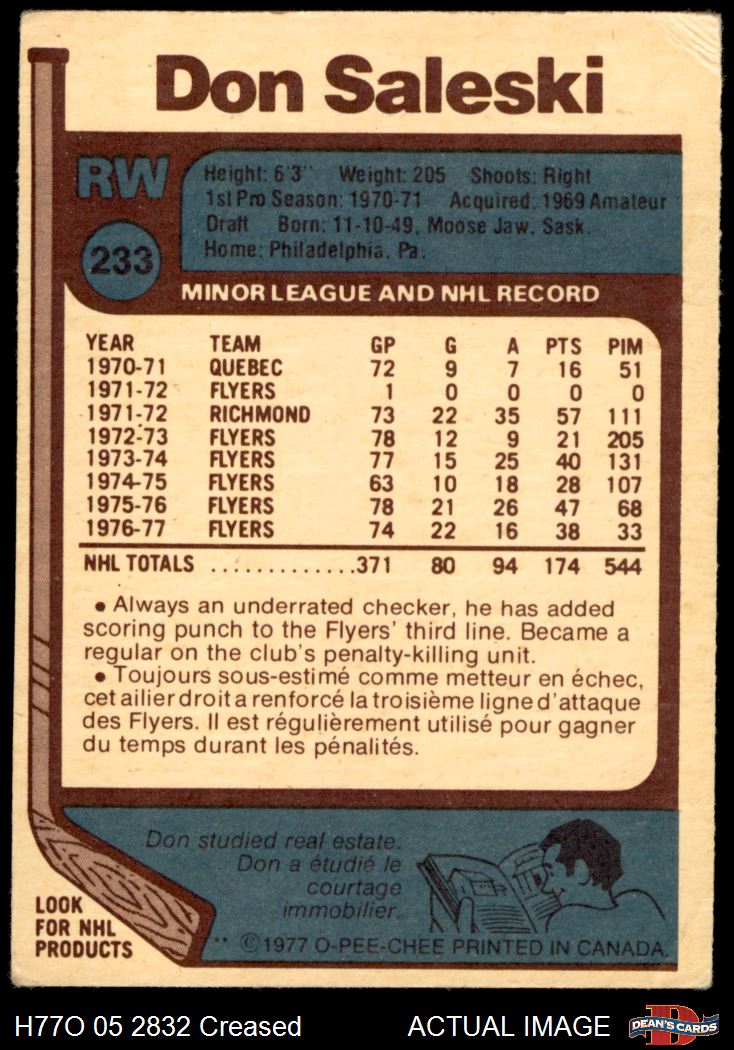 Don Saleski
RW
Height: 6'3" Weight: 205 Shoots: Right
1st Pro Season: 1970-71 Acquired: 1969 Amateur
Draft Born: 11-10-49, Moose Jaw, Sask.
Home: Philadelphia, Pa.
233
MINOR LEAGUE AND NHL RECORD
YEAR TEAM GP G A PTS PIM
1970-71 QUEBEC 72 9 7 16 51
1971-72 FLYERS 1 0 0 0 0
1971-72 RICHMOND 73 22 35 57 111
1972-73 FLYERS 78 12 9 21 205
1973-74 FLYERS 77 15 25 40 131
1974-75 FLYERS 63 10 18 28 107
1975-76 FLYERS 78 21 26 47 68
1976-77 FLYERS 74 22 16 38 33
NHL TOTALS .............371 80 94 174 544
• Always an underrated checker, he has added
scoring punch to the Flyers' third line. Became a
regular on the club's penalty-killing unit.
• Toujours sous-estimé comme metteur en échec,
cet ailier droit a renforcé la troisième ligne d'attaque
des Flyers. Il est régulièrement utilisé pour gagner
du temps durant les pénalités.
Don studied real estate.
Don a étudié le
courtage
immobilier.
LOOK
FOR NHL
PRODUCTS
** ©1977 O-PEE-CHEE PRINTED IN CANADA.
H77O 05 2832 Creased ACTUAL IMAGE
D
DEAN'S CARDS